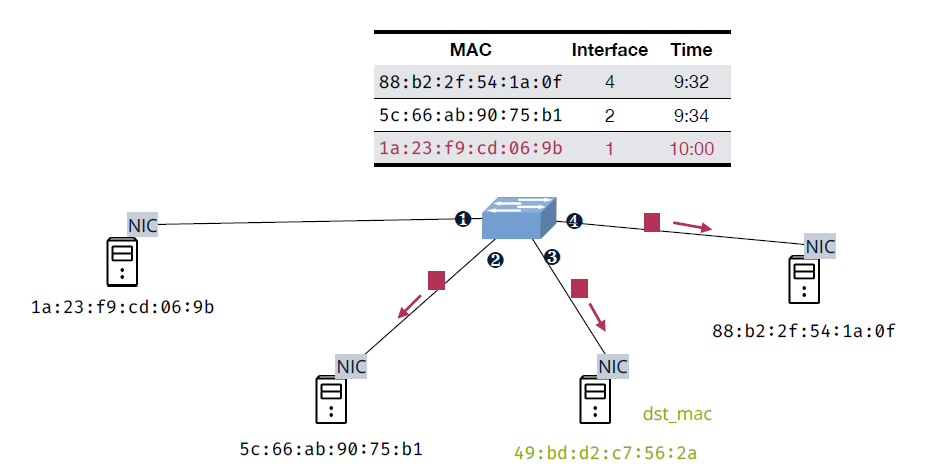 MAC Interface Time
88:b2:2f:54:1a:0f 4 9:32
5c:66:ab:90:75:b1 2 9:34
1a:23:f9:cd:06:9b 1 10:00
NIC 1 4
2 3 NIC
1a:23:f9:cd:06:9b
88:b2:2f:54:1a:0f
NIC NIC
dst_mac
5c:66:ab:90:75:b1 49:bd:d2:c7:56:2a